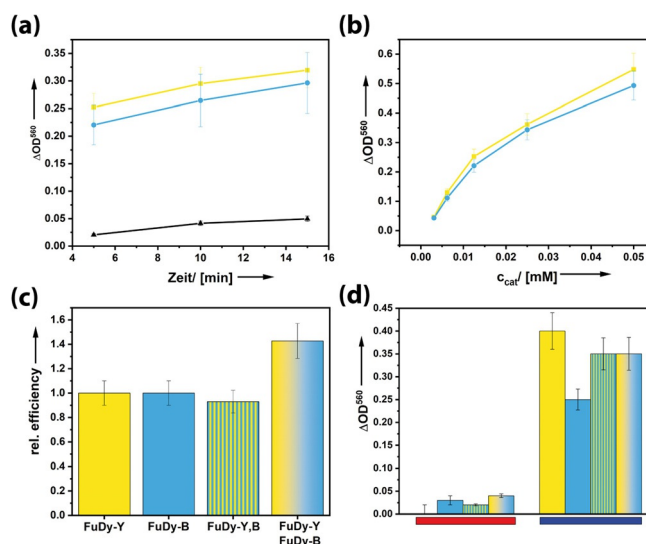 (a)
ΔOD⁵⁶⁰
0.35
0.30
0.25
0.20
0.15
0.10
0.05
0.00
4 6 8 10 12 14 16
Zeit/ [min]
(b)
ΔOD⁵⁶⁰
0.6
0.5
0.4
0.3
0.2
0.1
0.0
0.00 0.01 0.02 0.03 0.04 0.05
c_cat/ [mM]
(c)
rel. efficiency
1.6
1.4
1.2
1.0
0.8
0.6
0.4
0.2
0.0
FuDy-Y FuDy-B FuDy-Y,B FuDy-Y
FuDy-B
(d)
ΔOD⁵⁶⁰
0.45
0.40
0.35
0.30
0.25
0.20
0.15
0.10
0.05
0.00